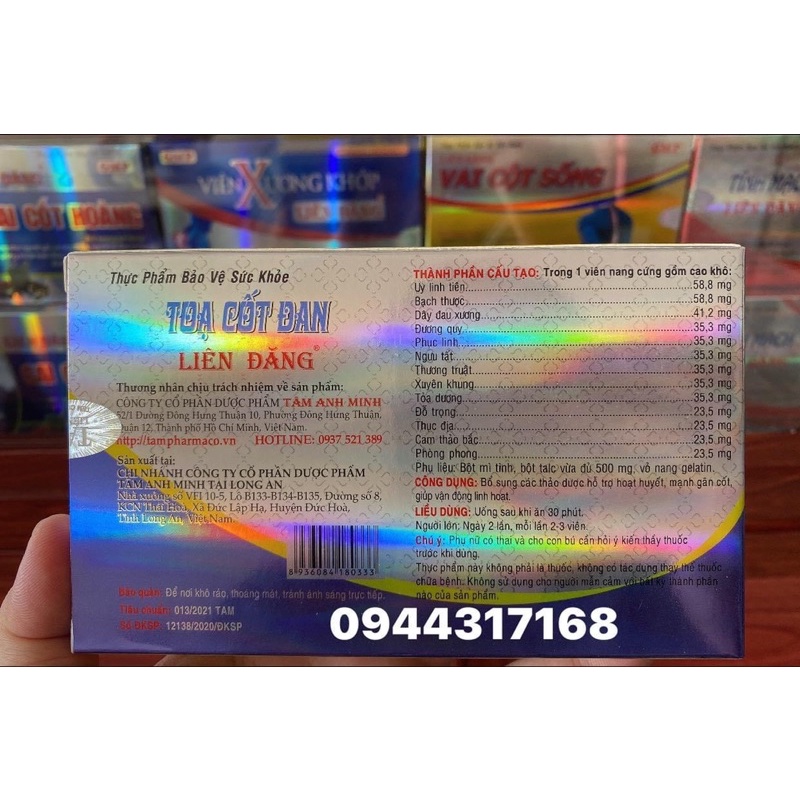 VIÊN XƯƠNG KHỚP
VAI CỘT SỐNG
Thực Phẩm Bảo Vệ Sức Khỏe
TOẠ CỐT ĐAN
LIÊN ĐĂNG®
Thương nhân chịu trách nhiệm về sản phẩm:
CÔNG TY CỔ PHẦN DƯỢC PHẨM TÂM ANH MINH
52/1 Đường Đông Hưng Thuận 10, Phường Đông Hưng Thuận,
Quận 12, Thành phố Hồ Chí Minh, Việt Nam.
http://tampharmaco.vn HOTLINE: 0937 521 389
Sản xuất tại:
CHI NHÁNH CÔNG TY CỔ PHẦN DƯỢC PHẨM
TÂM ANH MINH TẠI LONG AN
Nhà xưởng số VF1 10-5, Lô B133-B134-B135, Đường số 8,
KCN Thái Hoà, Xã Đức Lập Hạ, Huyện Đức Hoà,
Tỉnh Long An, Việt Nam.
8 936084 180333
Bảo quản: Để nơi khô ráo, thoáng mát, tránh ánh sáng trực tiếp.
Tiêu chuẩn: 013/2021 TAM
Số ĐKSP: 12138/2020/ĐKSP
THÀNH PHẦN CẤU TẠO: Trong 1 viên nang cứng gồm cao khô:
Uy linh tiên 58,8 mg
Bạch thược 58,8 mg
Dây đau xương 41,2 mg
Đương quy 35,3 mg
Phục linh 35,3 mg
Ngưu tất 35,3 mg
Thương truật 35,3 mg
Xuyên khung 35,3 mg
Tỏa dương 35,3 mg
Đỗ trọng 23,5 mg
Thục địa 23,5 mg
Cam thảo bắc 23,5 mg
Phòng phong 23,5 mg
Phụ liệu: Bột mì tinh, bột talc vừa đủ 500 mg, vỏ nang gelatin.
CÔNG DỤNG: Bổ sung các thảo dược hỗ trợ hoạt huyết, mạnh gân cốt,
giúp vận động linh hoạt.
LIỀU DÙNG: Uống sau khi ăn 30 phút.
Người lớn: Ngày 2 lần, mỗi lần 2-3 viên.
Chú ý: Phụ nữ có thai và cho con bú cần hỏi ý kiến thầy thuốc
trước khi dùng.
Thực phẩm này không phải là thuốc, không có tác dụng thay thế thuốc
chữa bệnh. Không sử dụng cho người mẫn cảm với bất kỳ thành phần
nào của sản phẩm.
0944317168